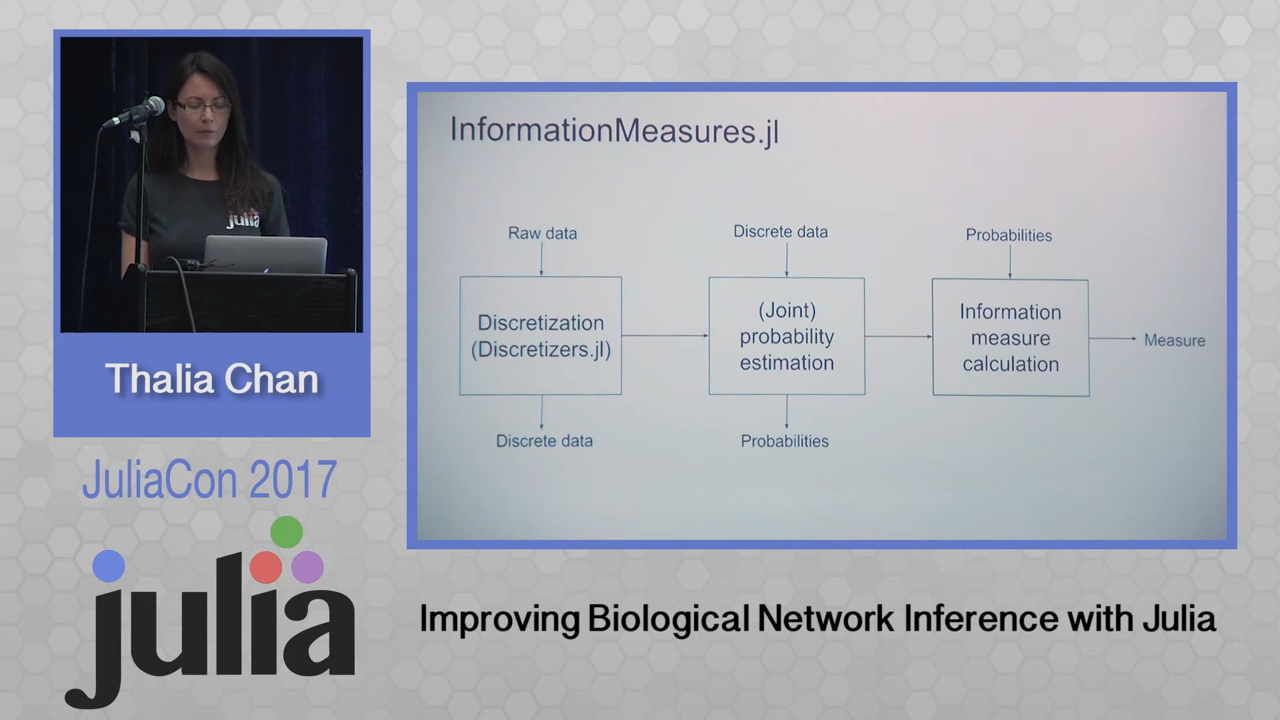 julia
Thalia Chan
JuliaCon 2017
julia
InformationMeasures.jl
Raw data
Discrete data
Probabilities
Discretization
(Discretizers.jl)
(Joint)
probability
estimation
Information
measure
calculation
Measure
Discrete data
Probabilities
Improving Biological Network Inference with Julia